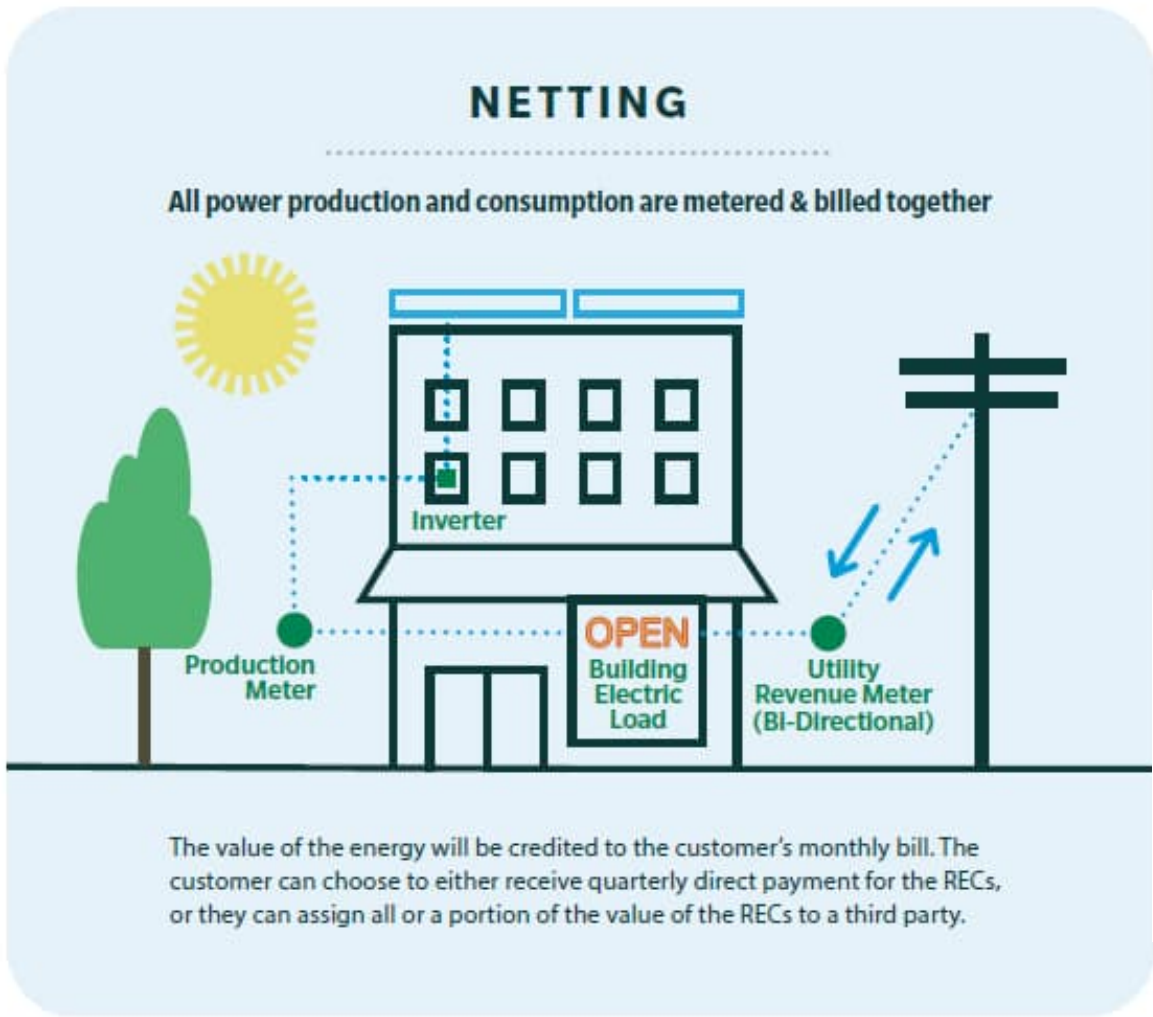 NETTING
All power production and consumption are metered & billed together
Inverter
OPEN
Building
Electric
Load
Production
Meter
Utility
Revenue Meter
(Bi-Directional)
The value of the energy will be credited to the customer's monthly bill. The
customer can choose to either receive quarterly direct payment for the RECs,
or they can assign all or a portion of the value of the RECs to a third party.